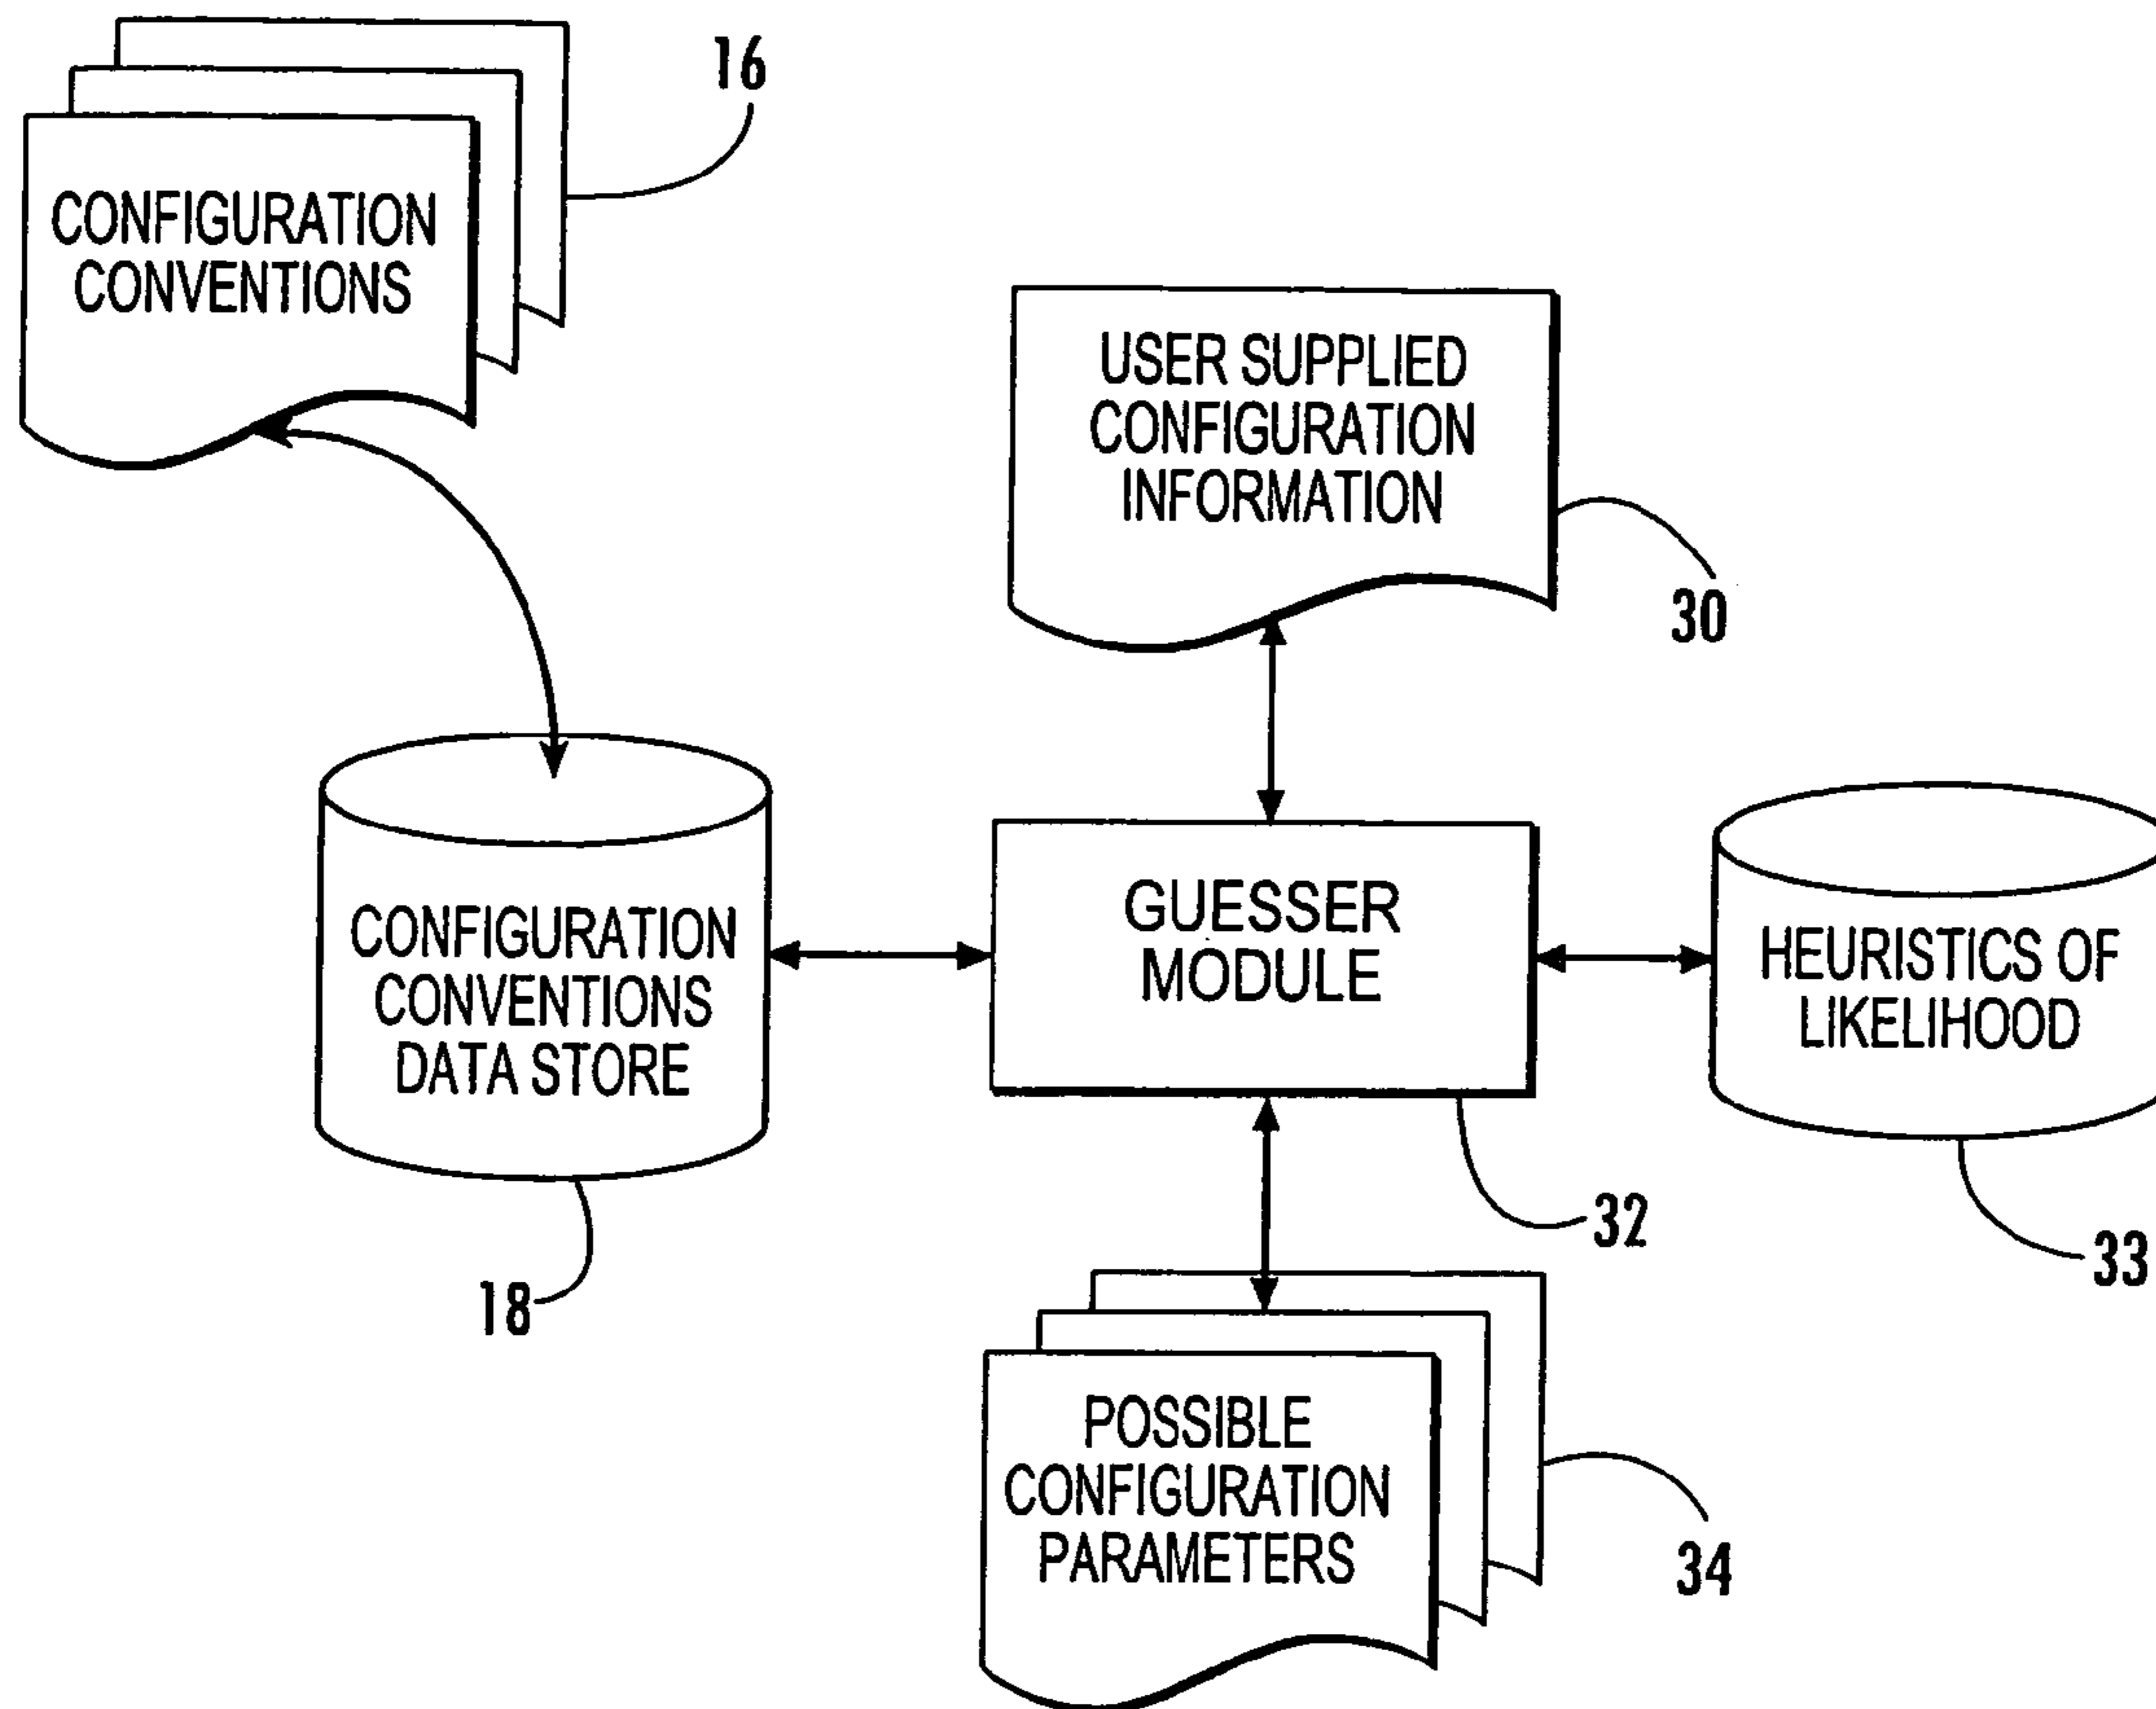 16
CONFIGURATION
CONVENTIONS
USER SUPPLIED
CONFIGURATION
INFORMATION
30
CONFIGURATION
CONVENTIONS
DATA STORE
18
GUESSER
MODULE
32
HEURISTICS OF
LIKELIHOOD
33
POSSIBLE
CONFIGURATION
PARAMETERS
34